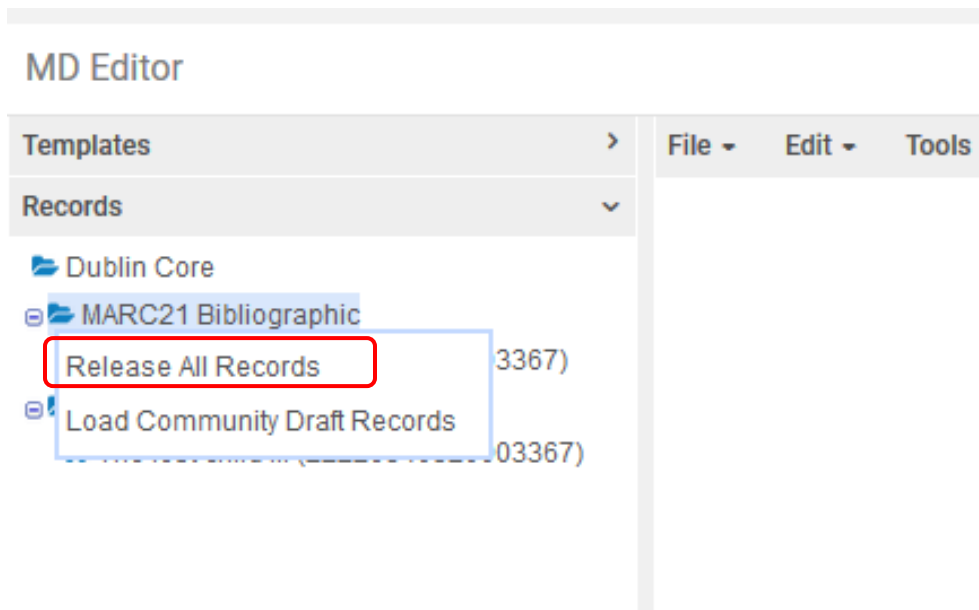 MD Editor
Templates
File Edit Tools
Records
Dublin Core
MARC21 Bibliographic
Release All Records 3367)
Load Community Draft Records
03367)